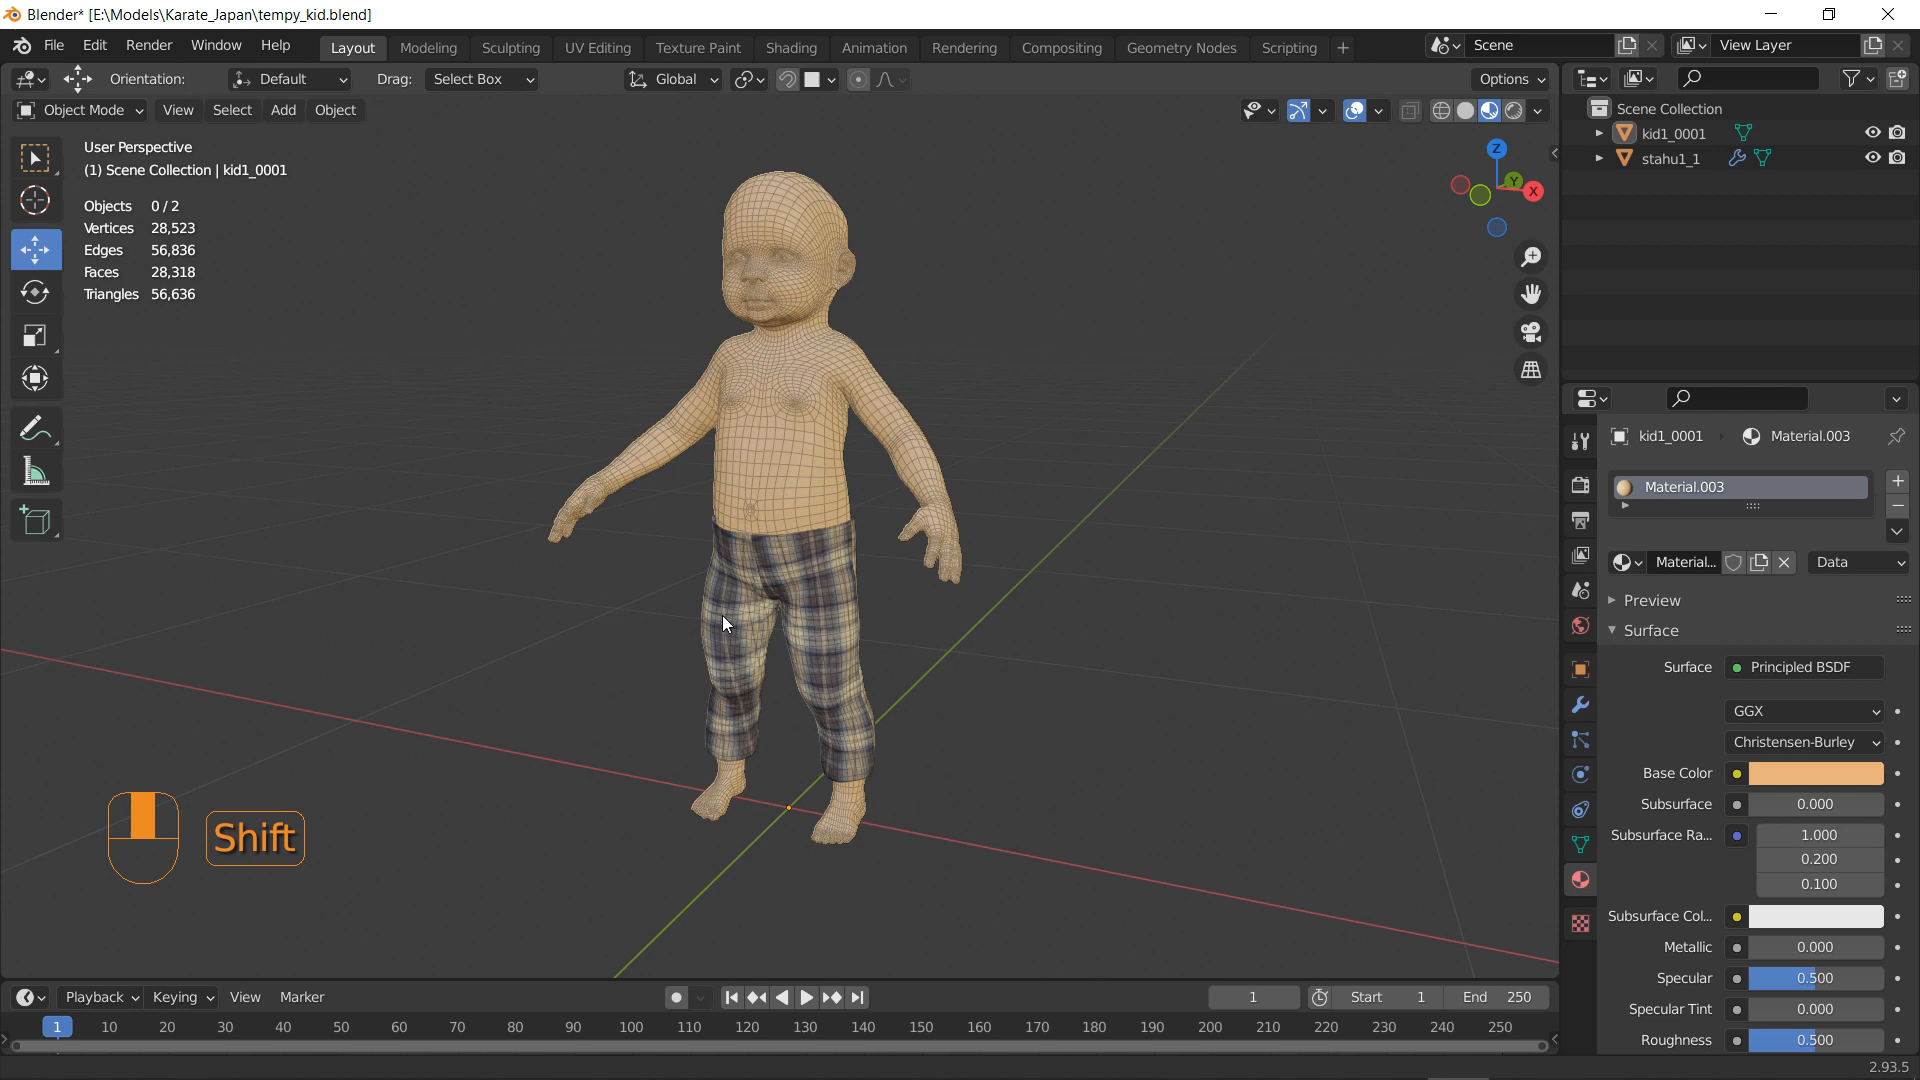 Blender* [E:\Models\Karate_Japan\tempy_kid.blend]
File Edit Render Window Help Layout Modeling Sculpting UV Editing Texture Paint Shading Animation Rendering Compositing Geometry Nodes Scripting + Scene View Layer
Orientation: Default Drag: Select Box Global Options
Object Mode View Select Add Object
User Perspective
(1) Scene Collection | kid1_0001
Objects 0 / 2
Vertices 28,523
Edges 56,836
Faces 28,318
Triangles 56,636
Z
Y
X
Shift
Scene Collection
kid1_0001
stahu1_1
kid1_0001 Material.003
Material.003
Material... Data
Preview
Surface
Surface Principled BSDF
GGX
Christensen-Burley
Base Color
Subsurface 0.000
Subsurface Ra... 1.000
0.200
0.100
Subsurface Col...
Metallic 0.000
Specular 0.500
Specular Tint 0.000
Roughness 0.500
Playback Keying View Marker 1 Start 1 End 250
1 10 20 30 40 50 60 70 80 90 100 110 120 130 140 150 160 170 180 190 200 210 220 230 240 250
2.93.5